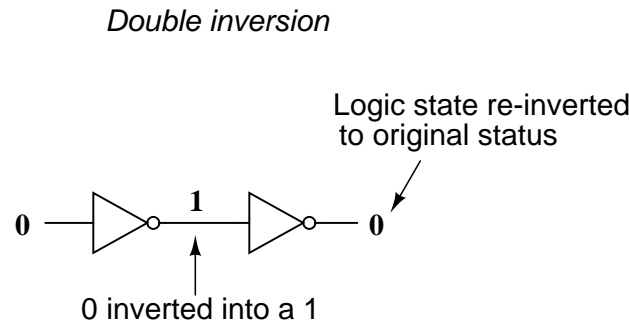 Double inversion
Logic state re-inverted
to original status
0
1
0
0 inverted into a 1